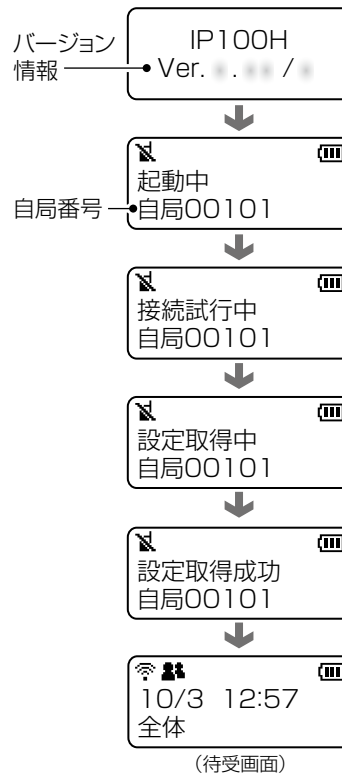 バージョン
情報
IP100H
Ver. . /
起動中
自局番号
自局00101
接続試行中
自局00101
設定取得中
自局00101
設定取得成功
自局00101
10/3 12:57
全体
(待受画面)